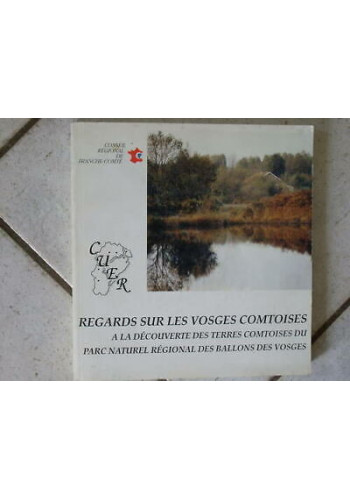 CONSEIL
RÉGIONAL
DE
FRANCHE-COMTÉ
CUER
REGARDS SUR LES VOSGES COMTOISES
A LA DÉCOUVERTE DES TERRES COMTOISES DU
PARC NATUREL RÉGIONAL DES BALLONS DES VOSGES